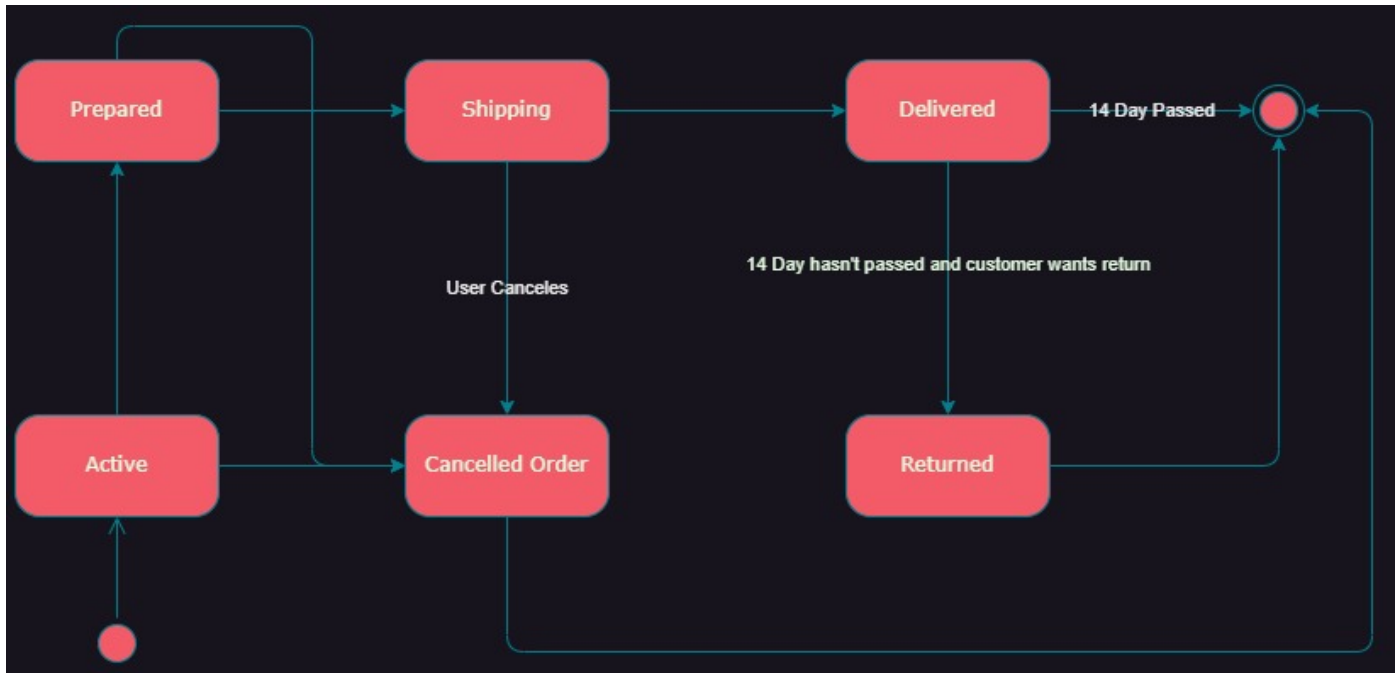 Prepared
Shipping
Delivered
14 Day Passed
14 Day hasn't passed and customer wants return
User Canceles
Active
Cancelled Order
Returned